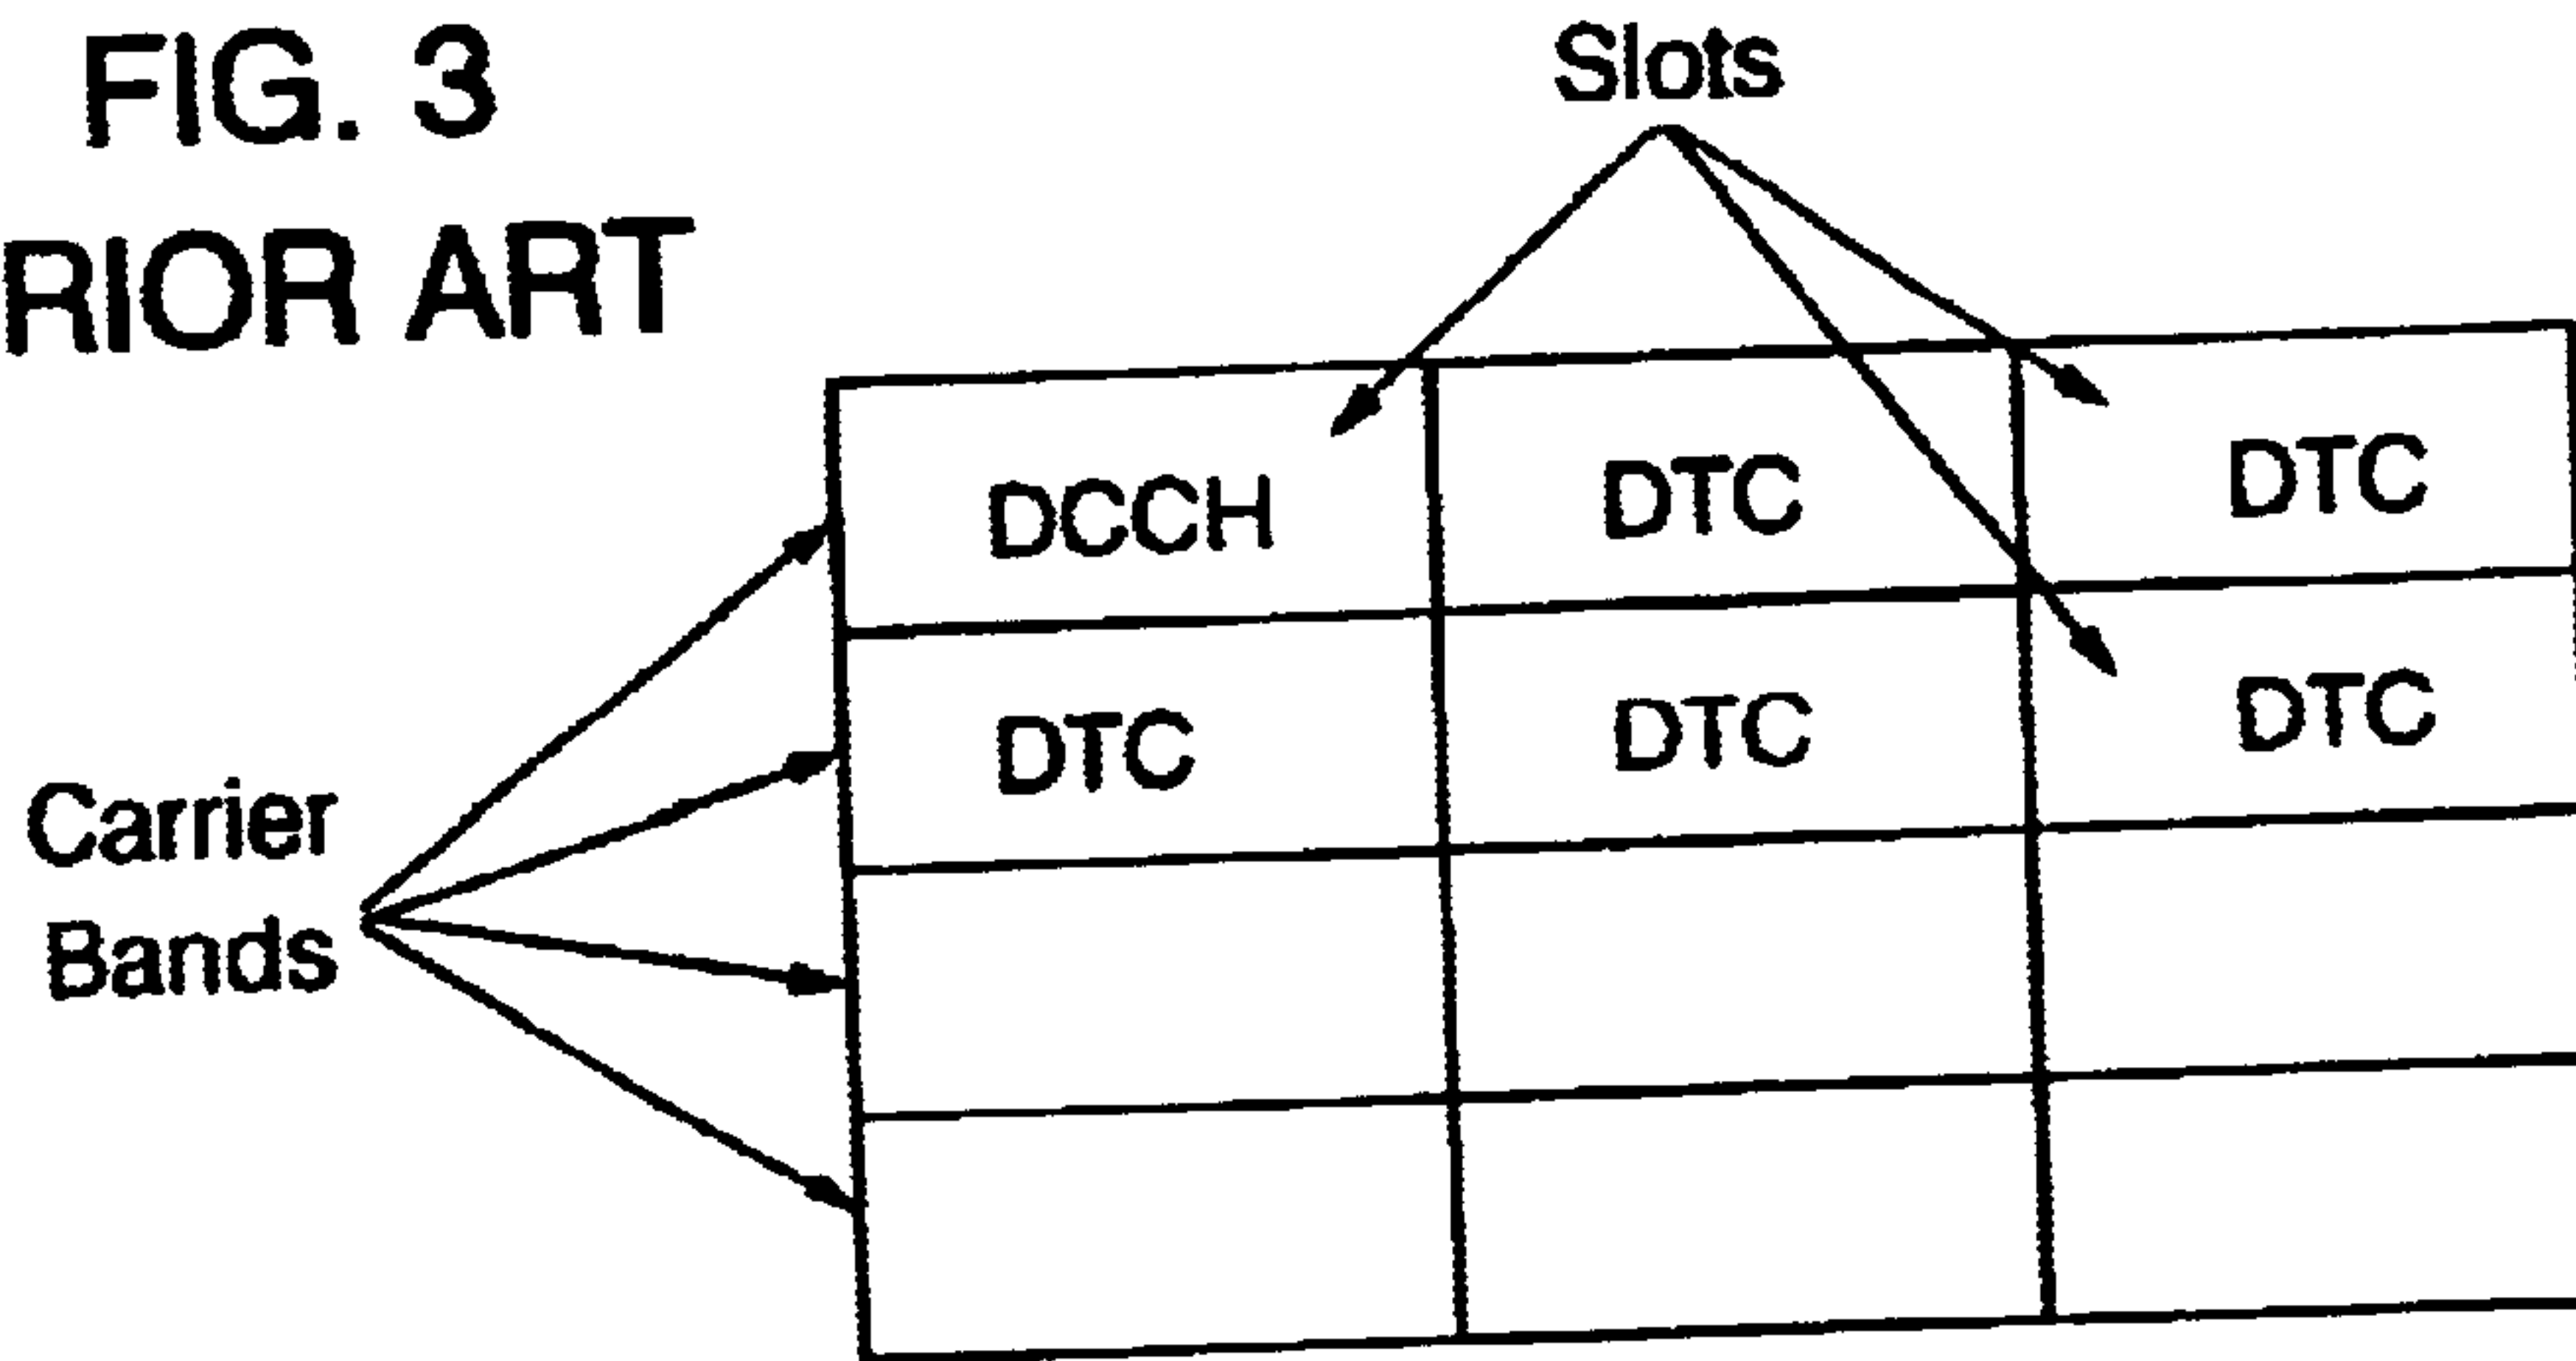 FIG. 3
RIOR ART
Slots
DCCH DTC DTC
DTC DTC DTC
Carrier
Bands